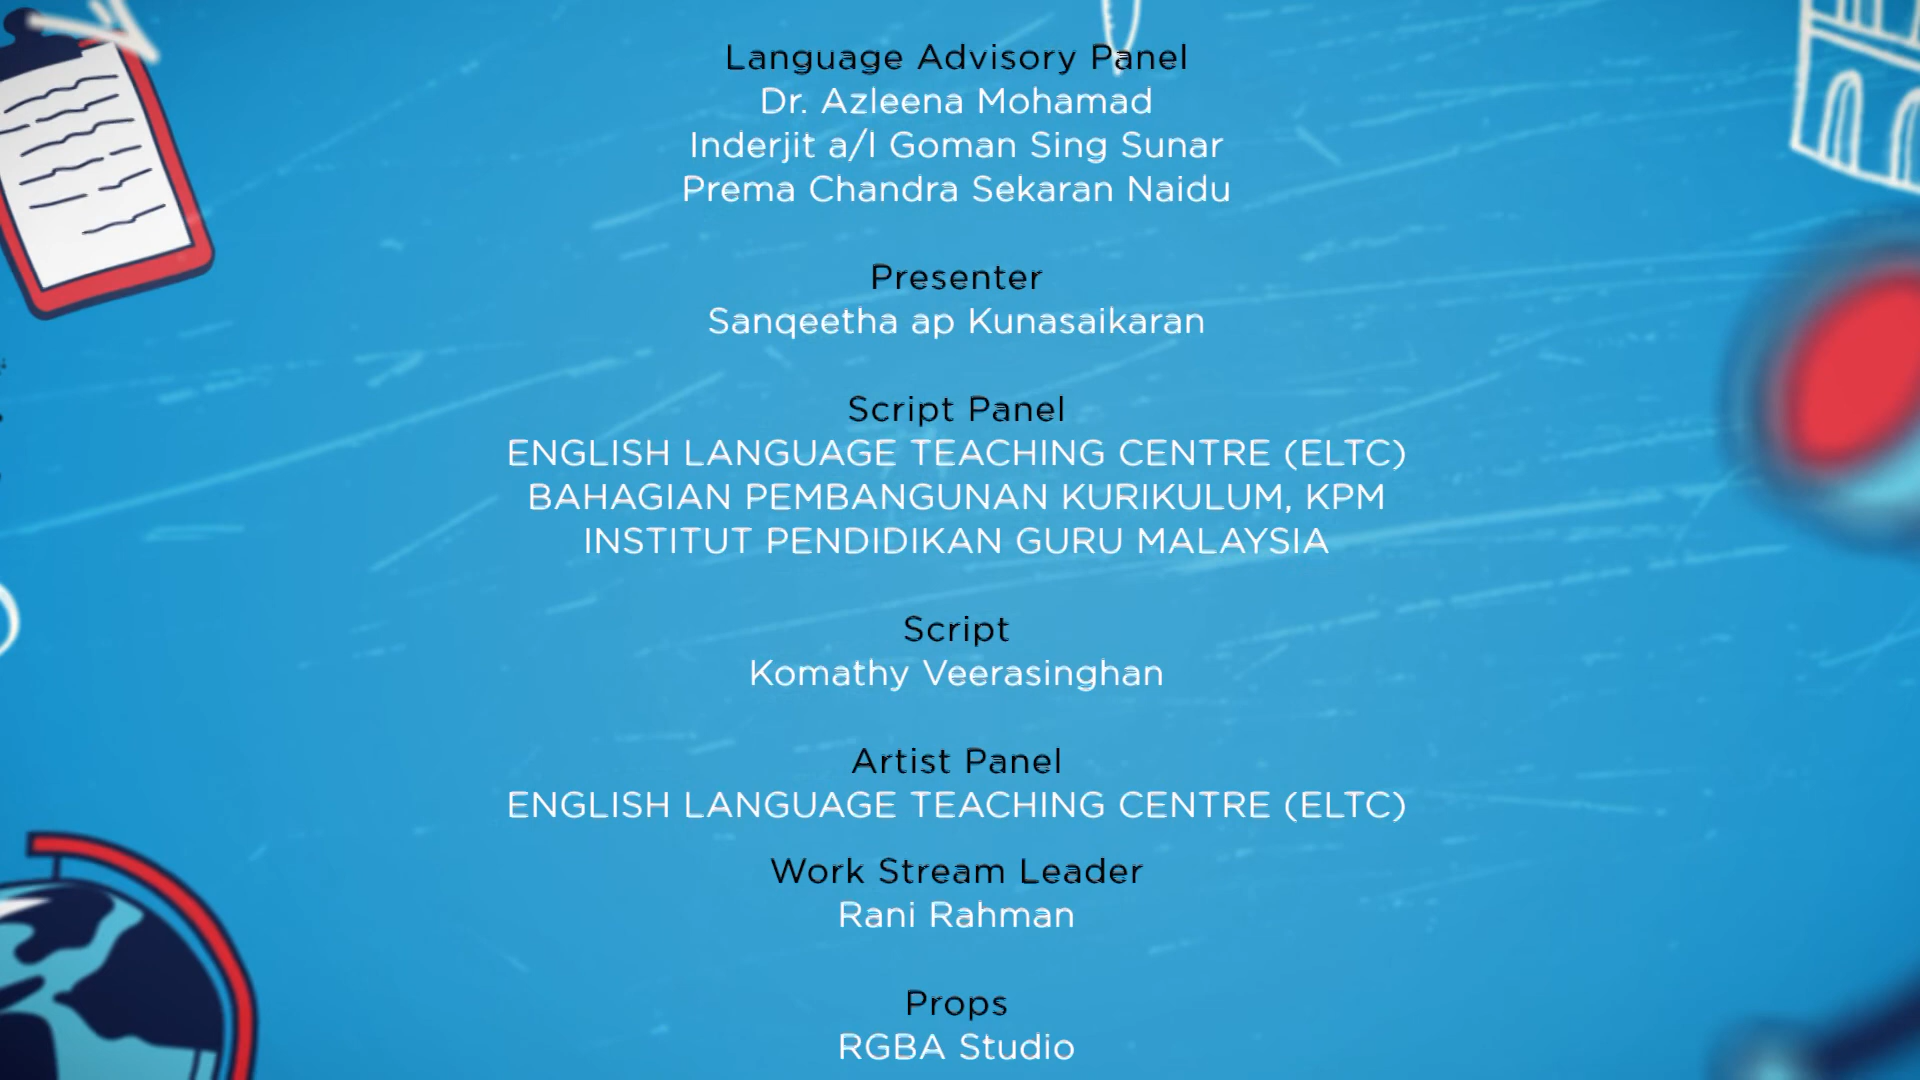 Language Advisory Panel
Dr. Azleena Mohamad
Inderjit a/l Goman Sing Sunar
Prema Chandra Sekaran Naidu
Presenter
Sanqeetha ap Kunasaikaran
Script Panel
ENGLISH LANGUAGE TEACHING CENTRE (ELTC)
BAHAGIAN PEMBANGUNAN KURIKULUM, KPM
INSTITUT PENDIDIKAN GURU MALAYSIA
Script
Komathy Veerasinghan
Artist Panel
ENGLISH LANGUAGE TEACHING CENTRE (ELTC)
Work Stream Leader
Rani Rahman
Props
RGBA Studio